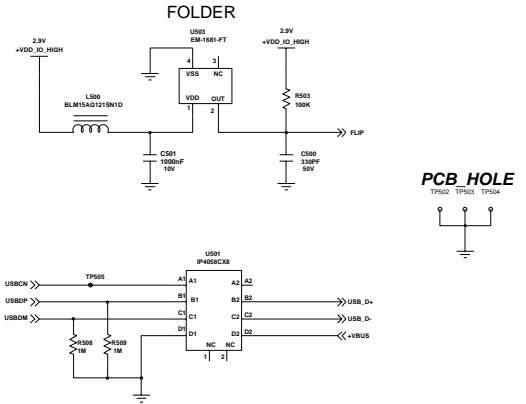 FOLDER
2.9V
+VDD_IO_HIGH
L500
BLM15AG121SN1D
U503
EM-1681-FT
4
3
VSS
NC
VDD
OUT
1
2
2.9V
+VDD_IO_HIGH
R503
100K
FLIP
C501
1000nF
10V
C500
330PF
50V
PCB_HOLE
TP502 TP503 TP504
U501
IP4058CX8
USBCN
TP505
A1
A1
A2
A2
USBDP
B1
B1
B2
B2
USB_D+
USBDM
C1
C1
C2
C2
USB_D-
D1
D1
D2
D2
+VBUS
R508
1M
R509
1M
NC
NC
1
2